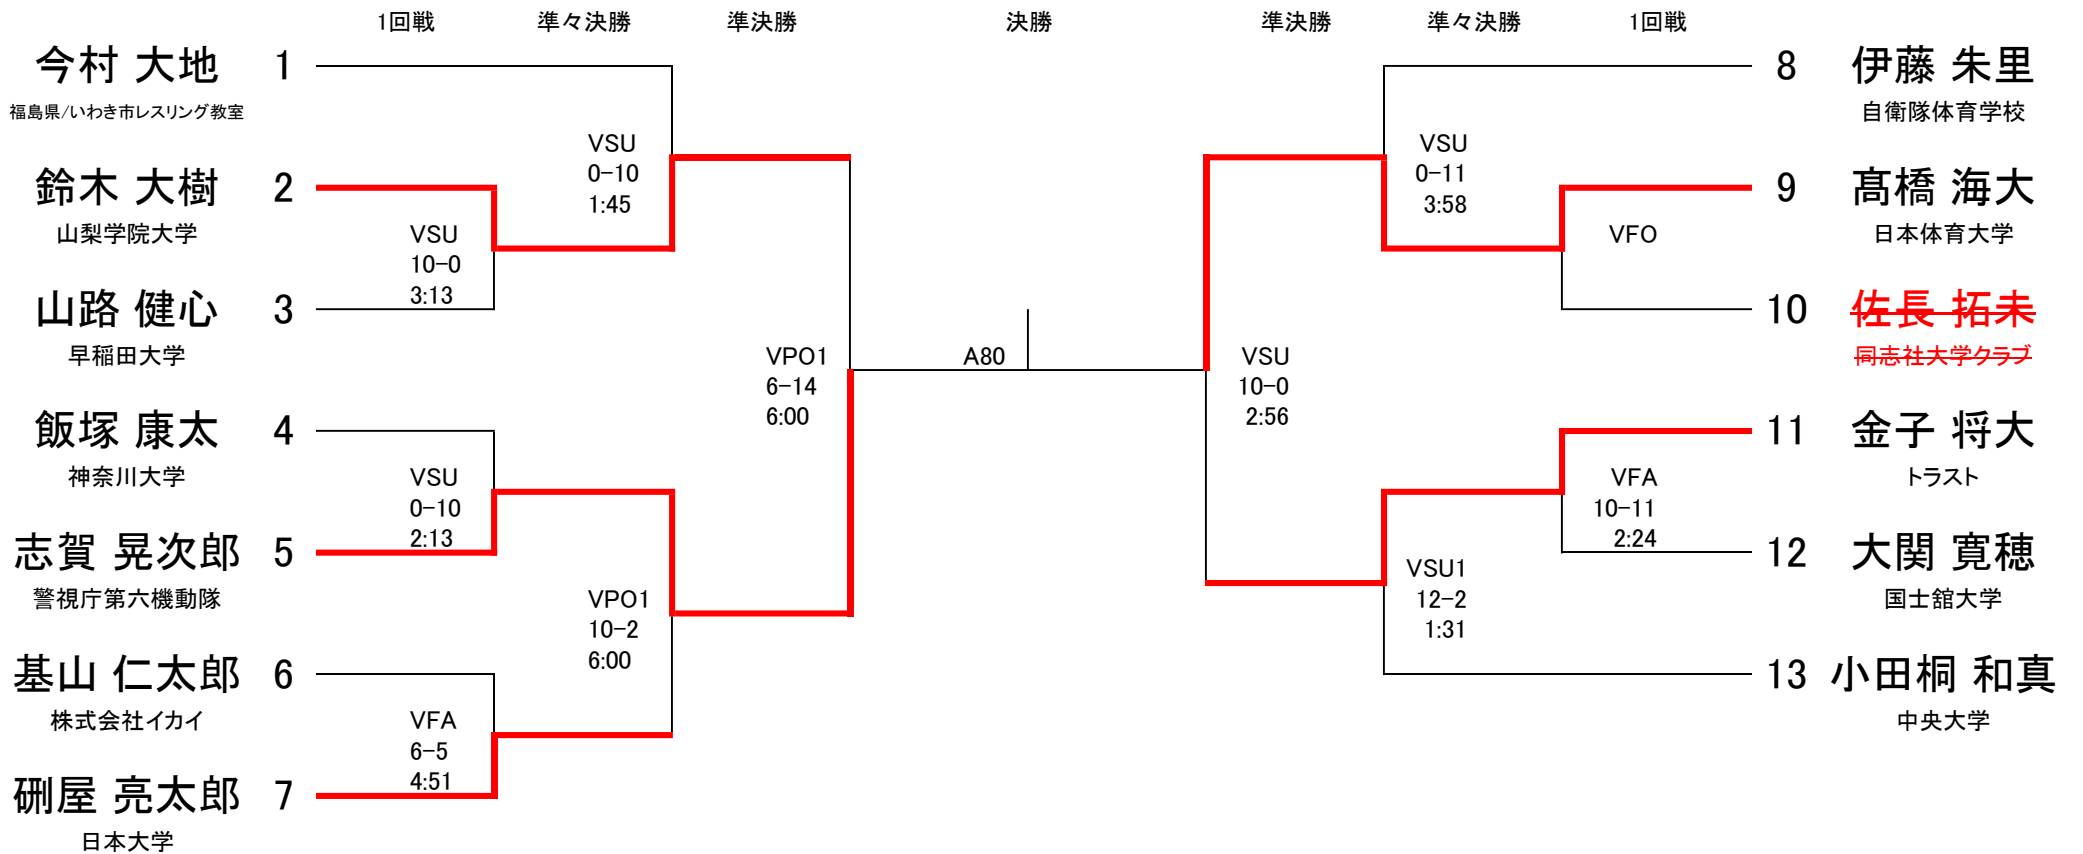 1回戦 準々決勝 準決勝 決勝 準決勝 準々決勝 1回戦
今村 大地 1
福島県/いわき市レスリング教室
鈴木 大樹 2
山梨学院大学
山路 健心 3
早稲田大学
飯塚 康太 4
神奈川大学
志賀 晃次郎 5
警視庁第六機動隊
基山 仁太郎 6
株式会社イカイ
硎屋 亮太郎 7
日本大学
VSU
10-0
3:13
VSU
0-10
2:13
VFA
6-5
4:51
VSU
0-10
1:45
VPO1
10-2
6:00
VPO1
6-14
6:00
A80
VSU
10-0
2:56
VSU
0-11
3:58
VSU1
12-2
1:31
VFO
VFA
10-11
2:24
8 伊藤 朱里
自衛隊体育学校
9 髙橋 海大
日本体育大学
10 佐長 拓未
同志社大学クラブ
11 金子 将大
トラスト
12 大関 寛穂
国士舘大学
13 小田桐 和真
中央大学